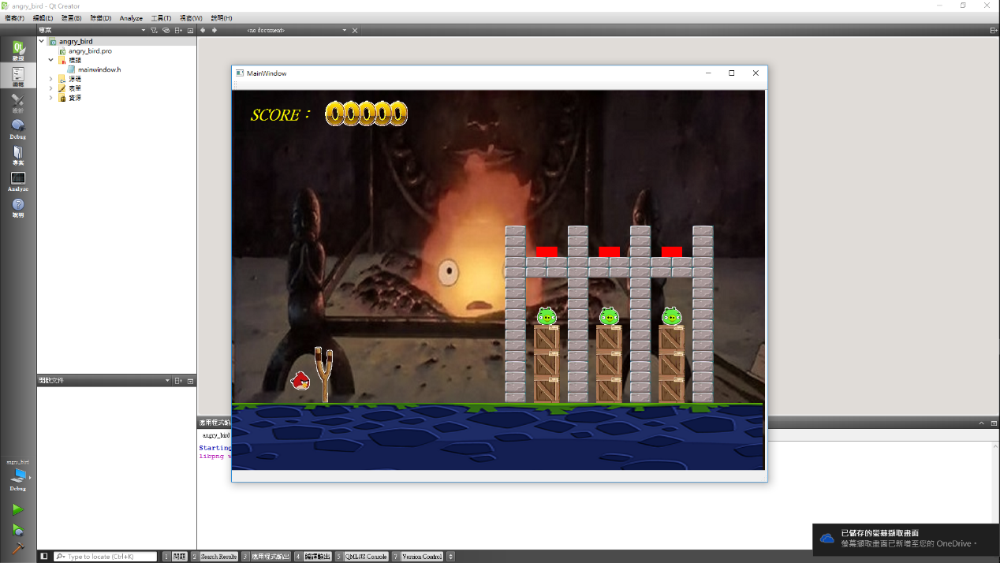 angry_bird - Qt Creator
檔案(F) 編輯(E) 建置(B) 除錯(D) Analyze 工具(T) 視窗(W) 說明(H)
專案
<no document>
angry_bird
angry_bird.pro
標頭
mainwindow.h
源碼
表單
資源
歡迎
編輯
設計
Debug
專案
Analyze
說明
MainWindow
SCORE：
00000
開啟文件
應用程式輸
angry_bird
Starting
libpng w
angry_bird
Debug
已儲存的螢幕擷取畫面
螢幕擷取畫面已新增至您的 OneDrive。
Type to locate (Ctrl+K) 1 問題 2 Search Results 3 應用程式輸出 4 編譯輸出 5 QML/JS Console 7 Version Control